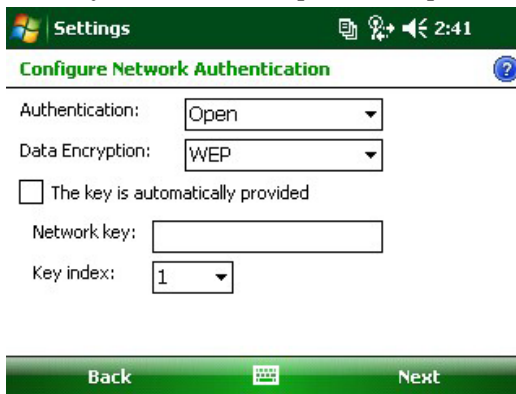 Settings 2:41
Configure Network Authentication ?
Authentication: Open
Data Encryption: WEP
The key is automatically provided
Network key:
Key index: 1
Back Next